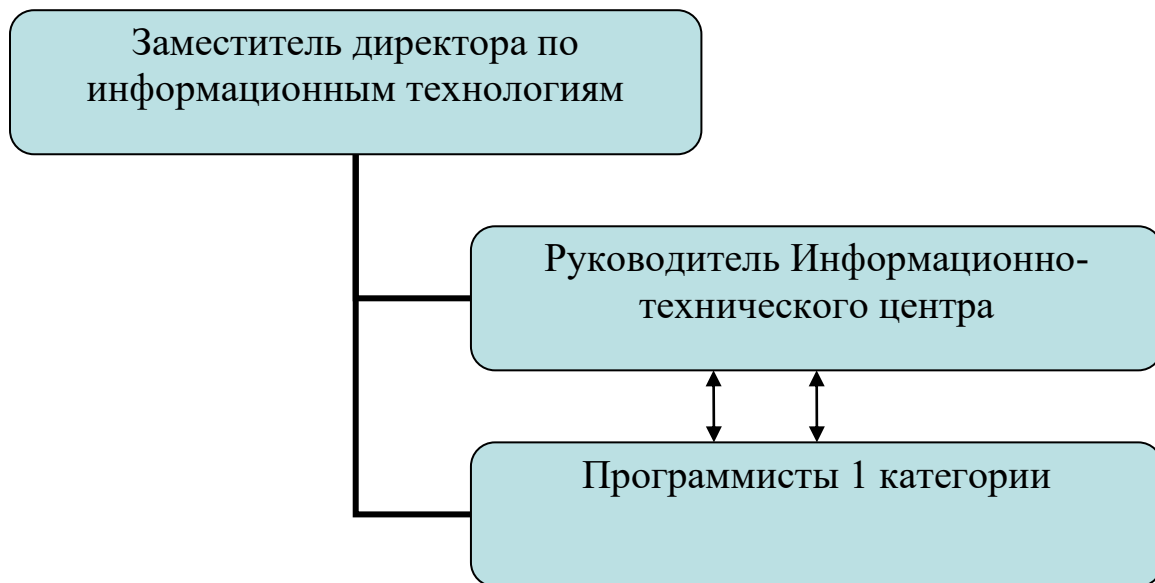 Заместитель директора по
информационным технологиям
Руководитель Информационно-
технического центра
Программисты 1 категории